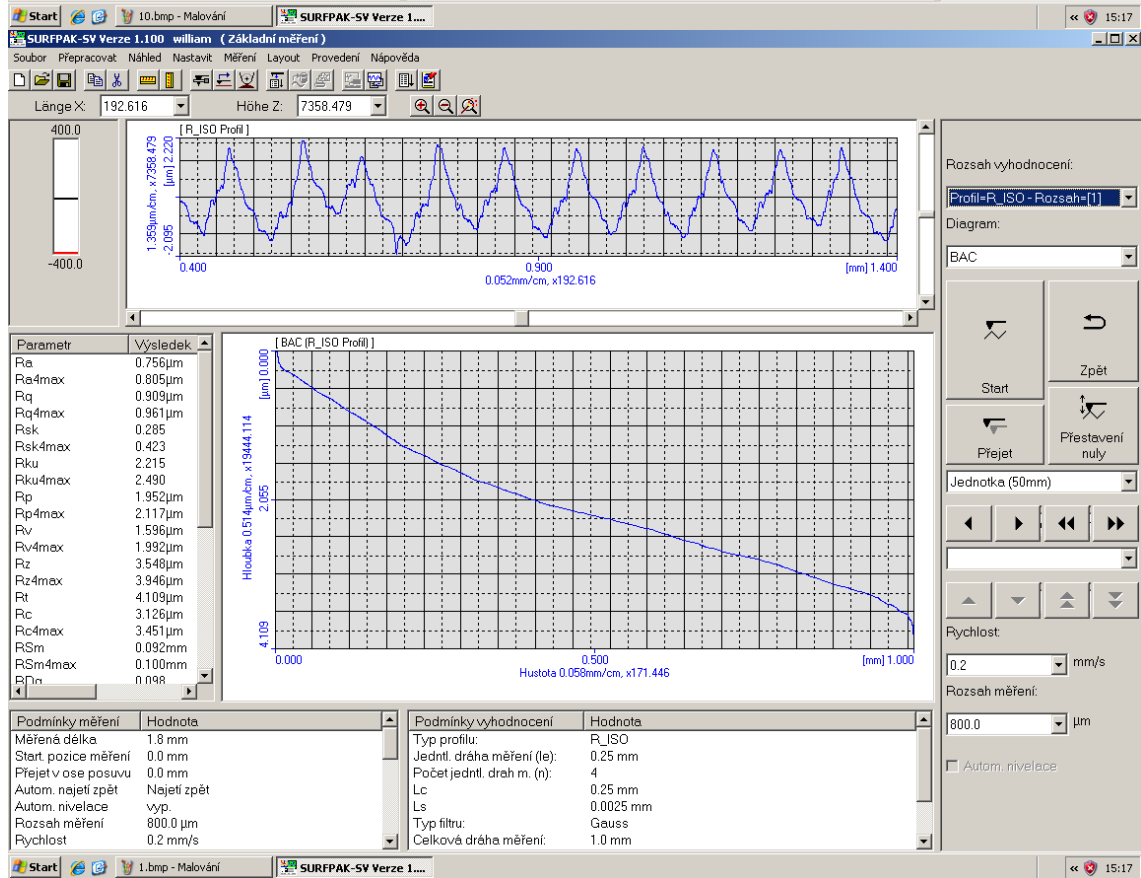 Start 10.bmp - Malování SURFPAK-SV Verze 1.... « 15:17
SURFPAK-SV Verze 1.100 william ( Základní měření )
Soubor Přepracovat Náhled Nastavit Měření Layout Provedení Nápověda
Länge X: 192.616 Höhe Z: 7358.479
400.0
-400.0
[ R_ISO Profil ]
1.359µm/cm, x7358.479
-2.095 [µm] 2.220
0.400 0.900 [mm] 1.400
0.052mm/cm, x192.616
Parametr Výsledek
Ra 0.756µm
Ra4max 0.805µm
Rq 0.909µm
Rq4max 0.961µm
Rsk 0.285
Rsk4max 0.423
Rku 2.215
Rku4max 2.490
Rp 1.952µm
Rp4max 2.117µm
Rv 1.596µm
Rv4max 1.992µm
Rz 3.548µm
Rz4max 3.946µm
Rt 4.109µm
Rc 3.126µm
Rc4max 3.451µm
RSm 0.092mm
RSm4max 0.100mm
RDq 0.098
[ BAC (R_ISO Profil) ]
Hloubka 0.514µm/cm, x19444.114
4.109 2.055 [µm] 0.000
0.000 0.500 [mm] 1.000
Hustota 0.058mm/cm, x171.446
Rozsah vyhodnocení:
Profil=R_ISO - Rozsah=[1]
Diagram:
BAC
Start
Zpět
Přejet
Přestavení
nuly
Jednotka (50mm)
Rychlost:
0.2 mm/s
Rozsah měření:
800.0 µm
Autom. nivelace
Podmínky měření Hodnota
Měřená délka 1.8 mm
Start. pozice měření 0.0 mm
Přejet v ose posuvu 0.0 mm
Autom. najetí zpět Najetí zpět
Autom. nivelace vyp.
Rozsah měření 800.0 µm
Rychlost 0.2 mm/s
Podmínky vyhodnocení Hodnota
Typ profilu: R_ISO
Jedntl. dráha měření (le): 0.25 mm
Počet jedntl. drah m. (n): 4
Lc 0.25 mm
Ls 0.0025 mm
Typ filtru: Gauss
Celková dráha měření: 1.0 mm
Start 1.bmp - Malování SURFPAK-SV Verze 1.... « 15:17